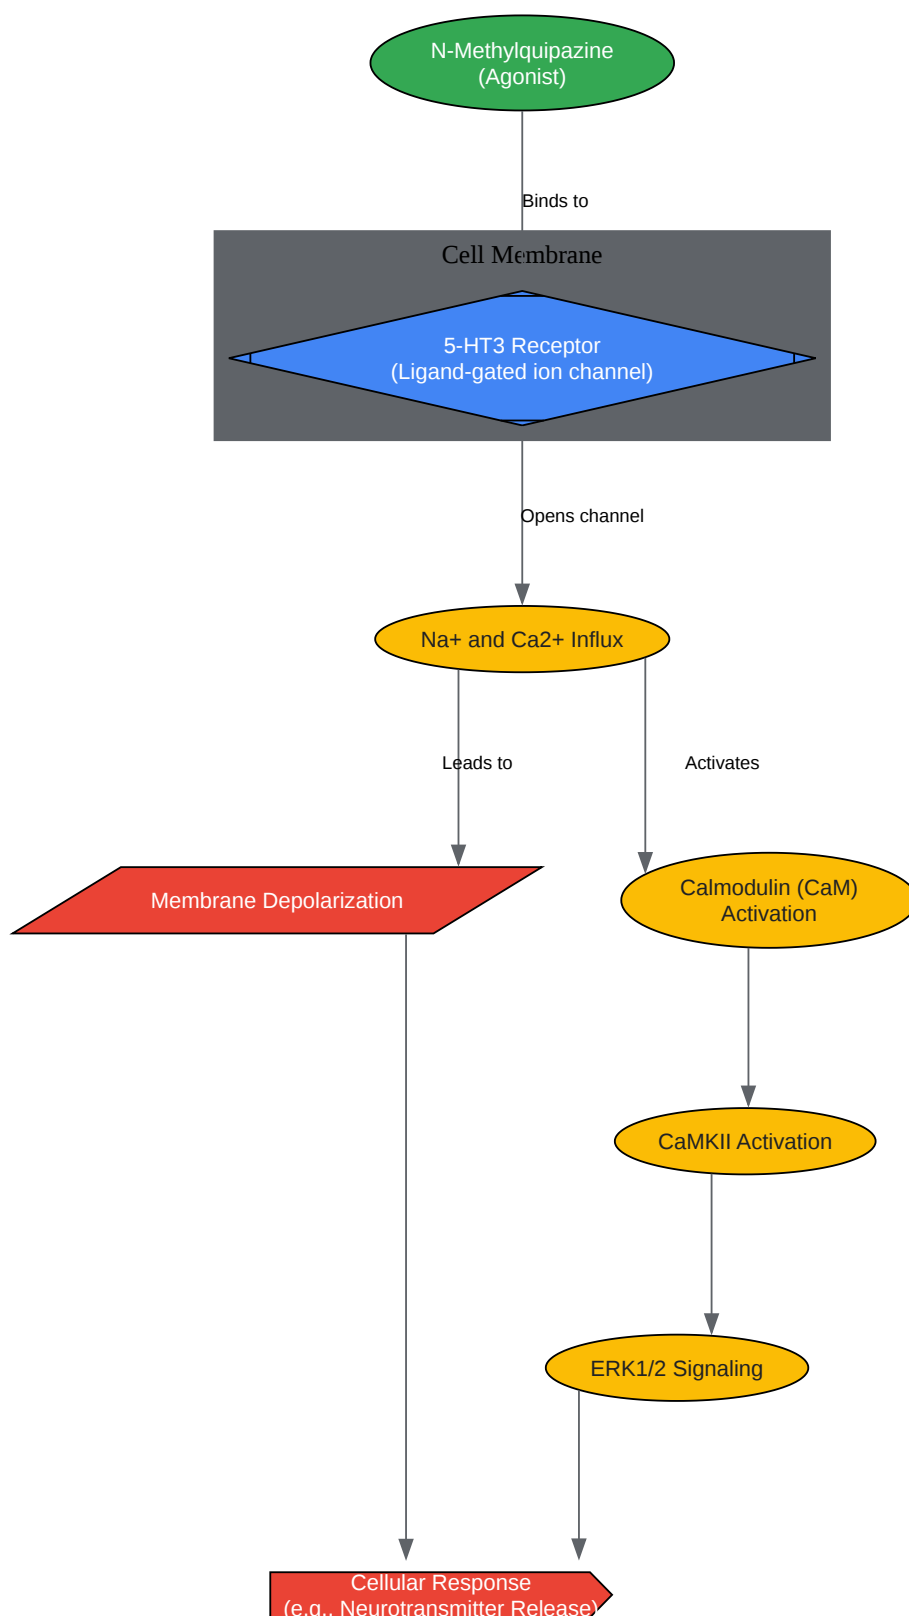 N-Methylquipazine
(Agonist)
Binds to
Cell Membrane
5-HT3 Receptor
(Ligand-gated ion channel)
Opens channel
Na+ and Ca2+ Influx
Leads to
Activates
Membrane Depolarization
Calmodulin (CaM)
Activation
CaMKII Activation
ERK1/2 Signaling
Cellular Response
(e.g., Neurotransmitter Release)